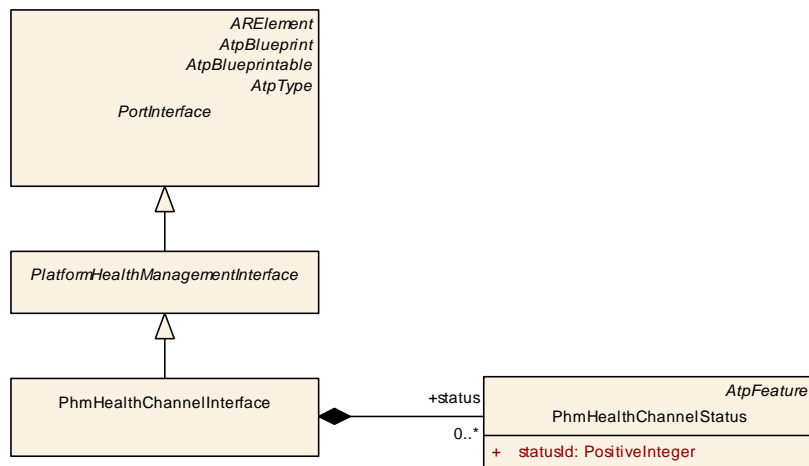 ARElement
AtpBlueprint
AtpBlueprintable
AtpType
PortInterface
PlatformHealthManagementInterface
PhmHealthChannelInterface
+status
0..*
AtpFeature
PhmHealthChannelStatus
+ statusId: PositiveInteger